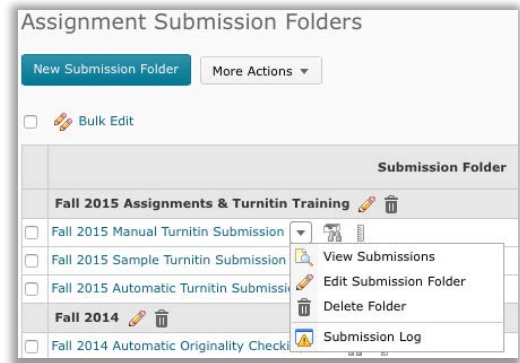 Assignment Submission Folders
New Submission Folder More Actions
Bulk Edit
Submission Folder
Fall 2015 Assignments & Turnitin Training
Fall 2015 Manual Turnitin Submission
View Submissions
Fall 2015 Sample Turnitin Submission
Edit Submission Folder
Fall 2015 Automatic Turnitin
Delete Folder
Fall 2014
Submission Log
Fall 2014 Automatic Originality